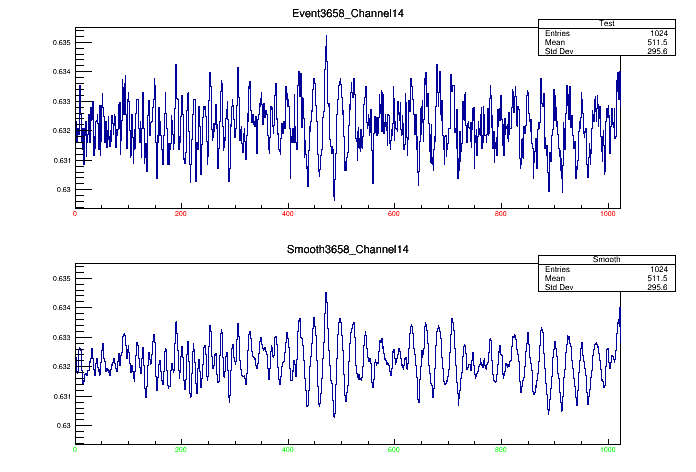 Event3658_Channel14
Test
Entries 1024
Mean 511.5
Std Dev 295.6
0.635
0.634
0.633
0.632
0.631
0.63
0 200 400 600 800 1000
Smooth3658_Channel14
Smooth
Entries 1024
Mean 511.5
Std Dev 295.6
0.635
0.634
0.633
0.632
0.631
0.63
0 200 400 600 800 1000